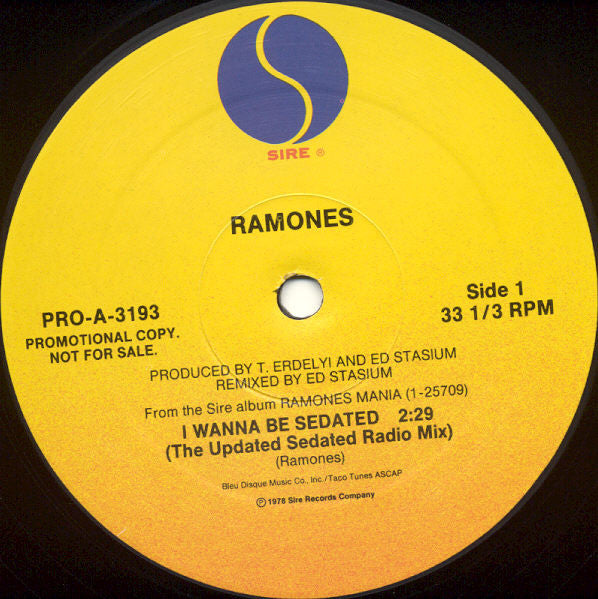 SIRE ®
RAMONES
PRO-A-3193
PROMOTIONAL COPY.
NOT FOR SALE.
Side 1
33 1/3 RPM
PRODUCED BY T. ERDELYI AND ED STASIUM
REMIXED BY ED STASIUM
From the Sire album RAMONES MANIA (1-25709)
I WANNA BE SEDATED 2:29
(The Updated Sedated Radio Mix)
(Ramones)
Bleu Disque Music Co., Inc./Taco Tunes ASCAP
℗ 1978 Sire Records Company